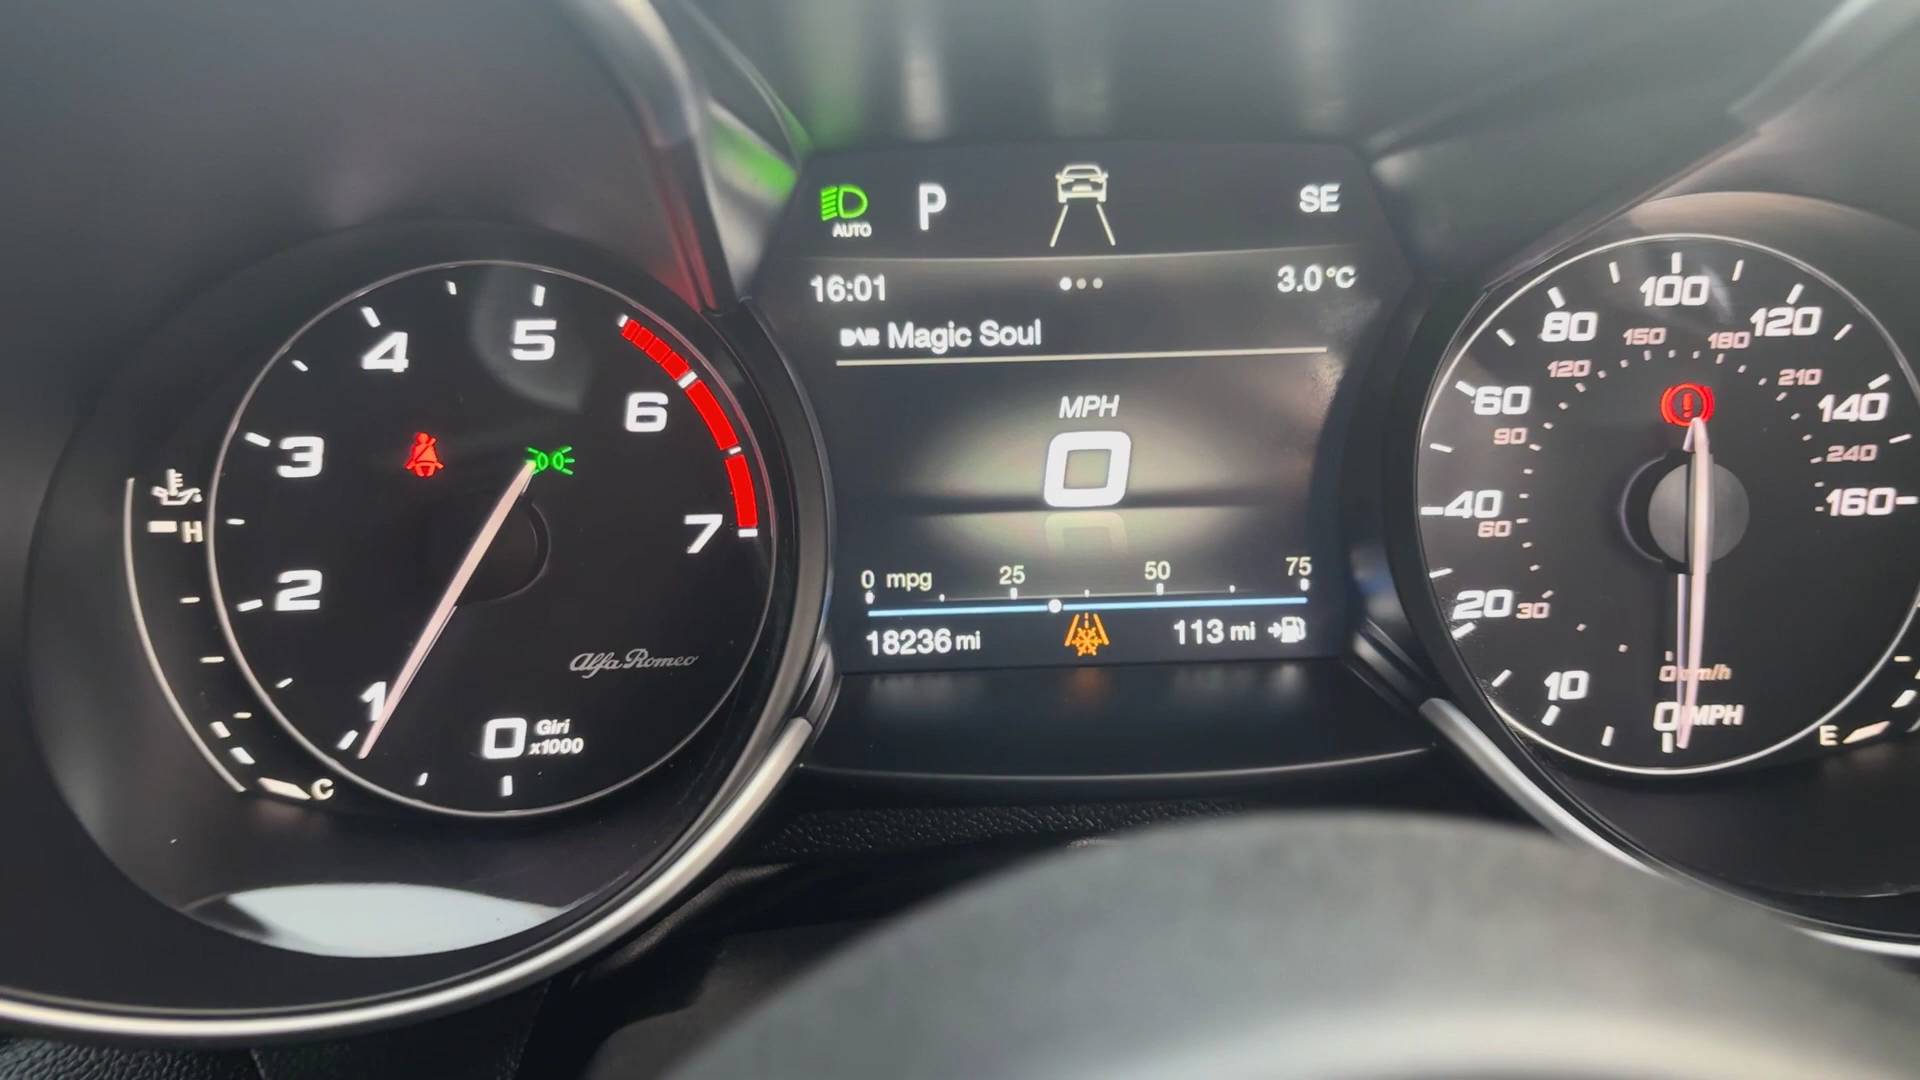 4
5
3
6
2
7
1
H
C
Alfa Romeo
0 Giri
x1000
AUTO
P
SE
16:01
3.0°C
DAB Magic Soul
MPH
0
0 mpg 25 50 75
18236 mi
113 mi
100
80
120
150
180
120
210
60
140
90
240
40
160
60
20
30
10
0 km/h
0 MPH
E